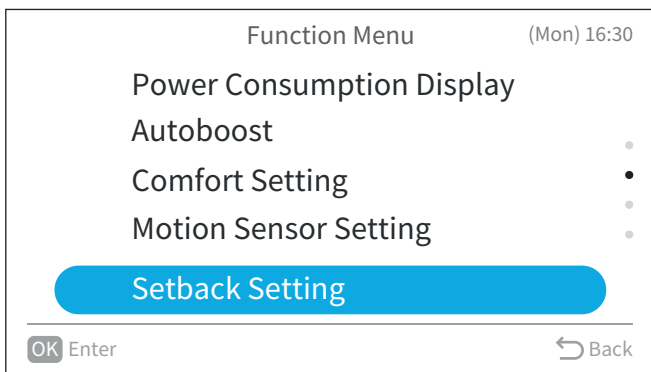 Function Menu (Mon) 16:30
Power Consumption Display
Autoboost
Comfort Setting
Motion Sensor Setting
Setback Setting
OK Enter Back